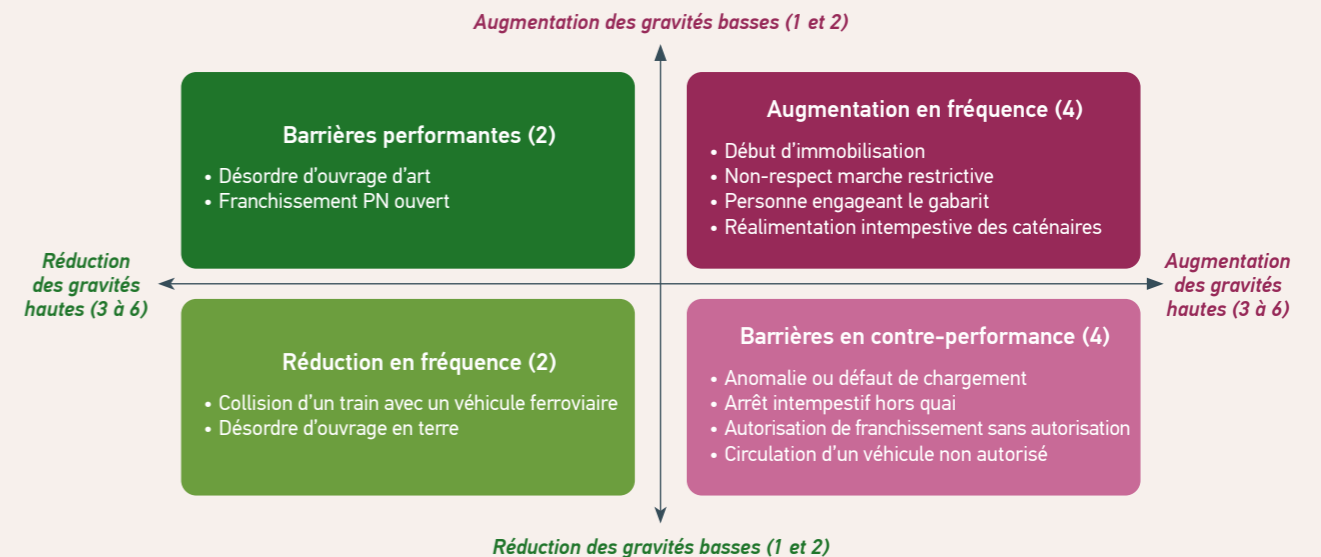 Augmentation des gravités basses (1 et 2)
Barrières performantes (2)
• Désordre d'ouvrage d'art
• Franchissement PN ouvert
Augmentation en fréquence (4)
• Début d'immobilisation
• Non-respect marche restrictive
• Personne engageant le gabarit
• Réalimentation intempestive des caténaires
Réduction
des gravités
hautes (3 à 6)
Augmentation
des gravités
hautes (3 à 6)
Réduction en fréquence (2)
• Collision d'un train avec un véhicule ferroviaire
• Désordre d'ouvrage en terre
Barrières en contre-performance (4)
• Anomalie ou défaut de chargement
• Arrêt intempestif hors quai
• Autorisation de franchissement sans autorisation
• Circulation d'un véhicule non autorisé
Réduction des gravités basses (1 et 2)